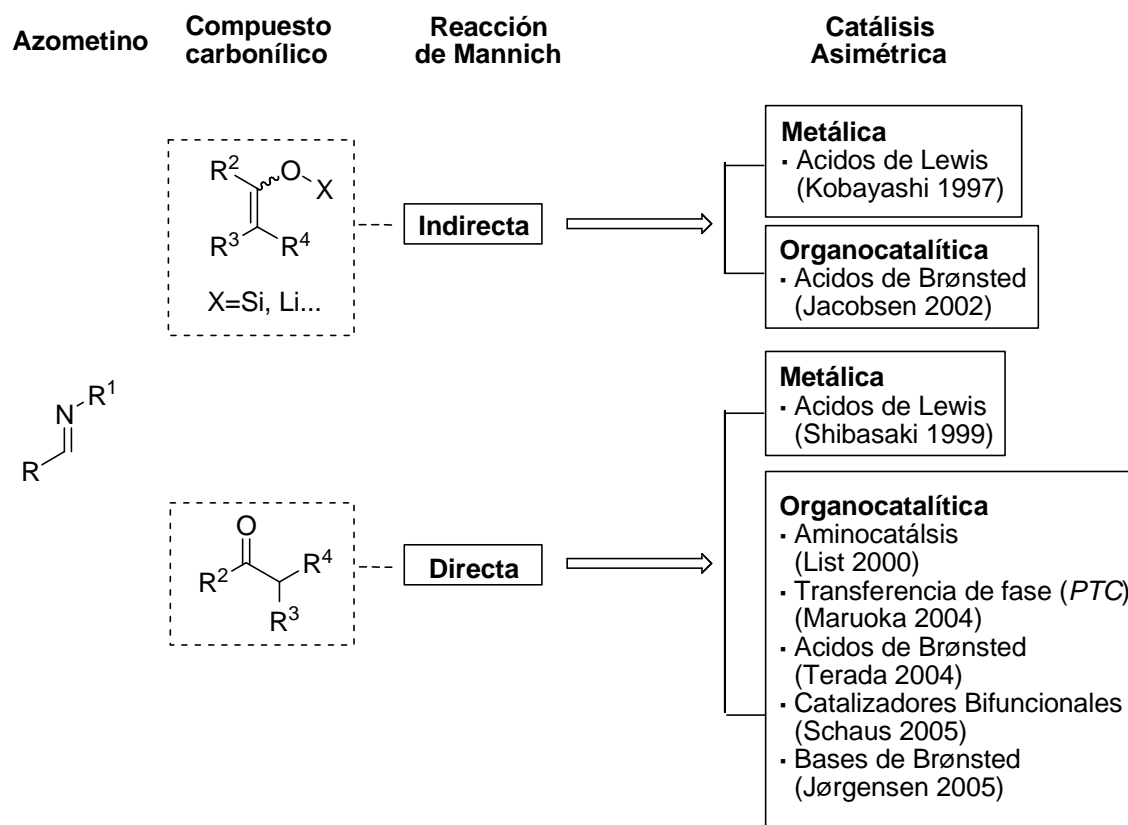 Azometino
Compuesto
carbonílico
Reacción
de Mannich
Catálisis
Asimétrica
R²
O
X
R³
R⁴
X=Si, Li...
Indirecta
Metálica
· Acidos de Lewis
(Kobayashi 1997)
Organocatalítica
· Acidos de Brønsted
(Jacobsen 2002)
N
R¹
R
O
R²
R⁴
R³
Directa
Metálica
· Acidos de Lewis
(Shibasaki 1999)
Organocatalítica
· Aminocatálsis
(List 2000)
· Transferencia de fase (PTC)
(Maruoka 2004)
· Acidos de Brønsted
(Terada 2004)
· Catalizadores Bifuncionales
(Schaus 2005)
· Bases de Brønsted
(Jørgensen 2005)